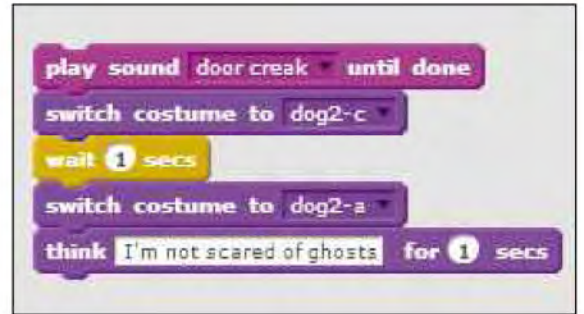 play sound door creak until done
switch costume to dog2-c
wait 1 secs
switch costume to dog2-a
think I'm not scared of ghosts for 1 secs